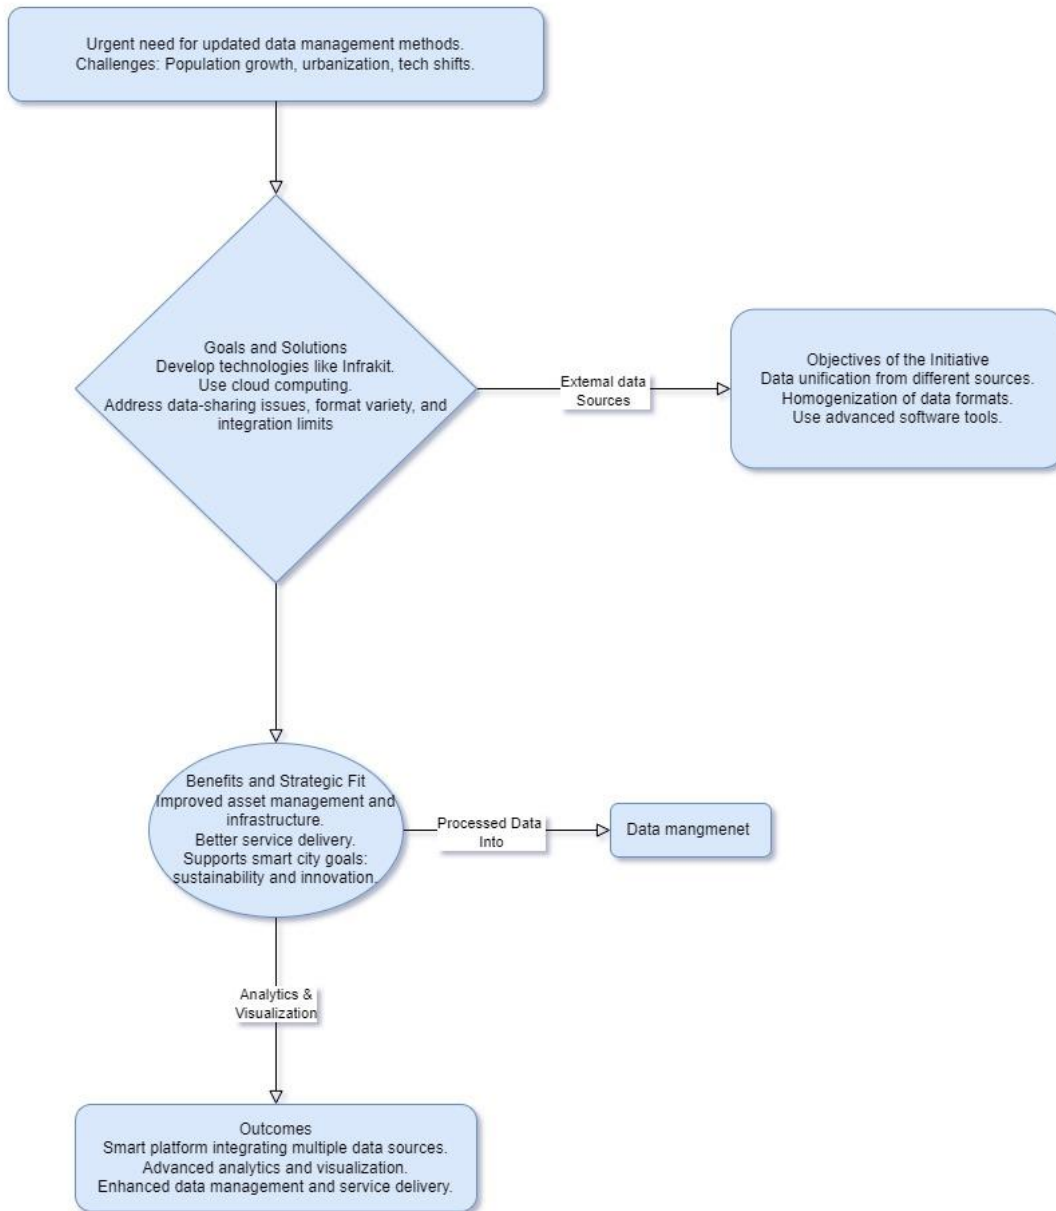 Urgent need for updated data management methods.
Challenges: Population growth, urbanization, tech shifts.
Goals and Solutions
Develop technologies like Infrakit.
Use cloud computing.
Address data-sharing issues, format variety, and
integration limits
External data
Sources
Objectives of the Initiative
Data unification from different sources.
Homogenization of data formats.
Use advanced software tools.
Benefits and Strategic Fit
Improved asset management and
infrastructure.
Better service delivery.
Supports smart city goals:
sustainability and innovation.
Processed Data
Into
Data mangmenet
Analytics &
Visualization
Outcomes
Smart platform integrating multiple data sources.
Advanced analytics and visualization.
Enhanced data management and service delivery.